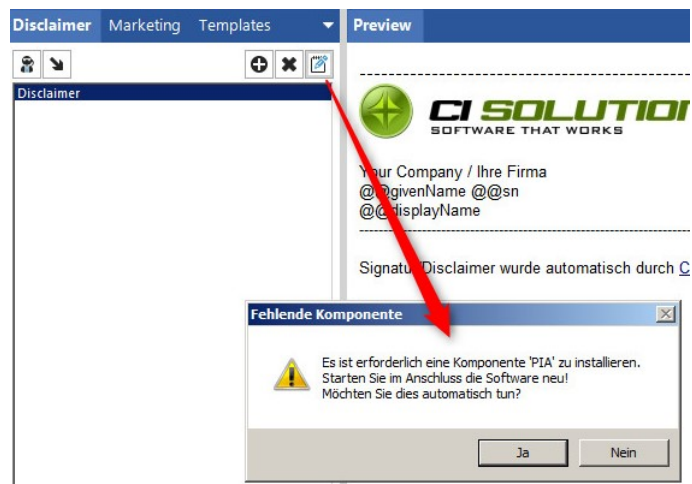 Disclaimer Marketing Templates
Preview
Disclaimer
CI SOLUTION
SOFTWARE THAT WORKS
Your Company / Ihre Firma
@@givenName @@sn
@@displayName
Disclaimer wurde automatisch durch C
Fehlende Komponente
Es ist erforderlich eine Komponente 'PIA' zu installieren.
Starten Sie im Anschluss die Software neu!
Möchten Sie dies automatisch tun?
Ja
Nein